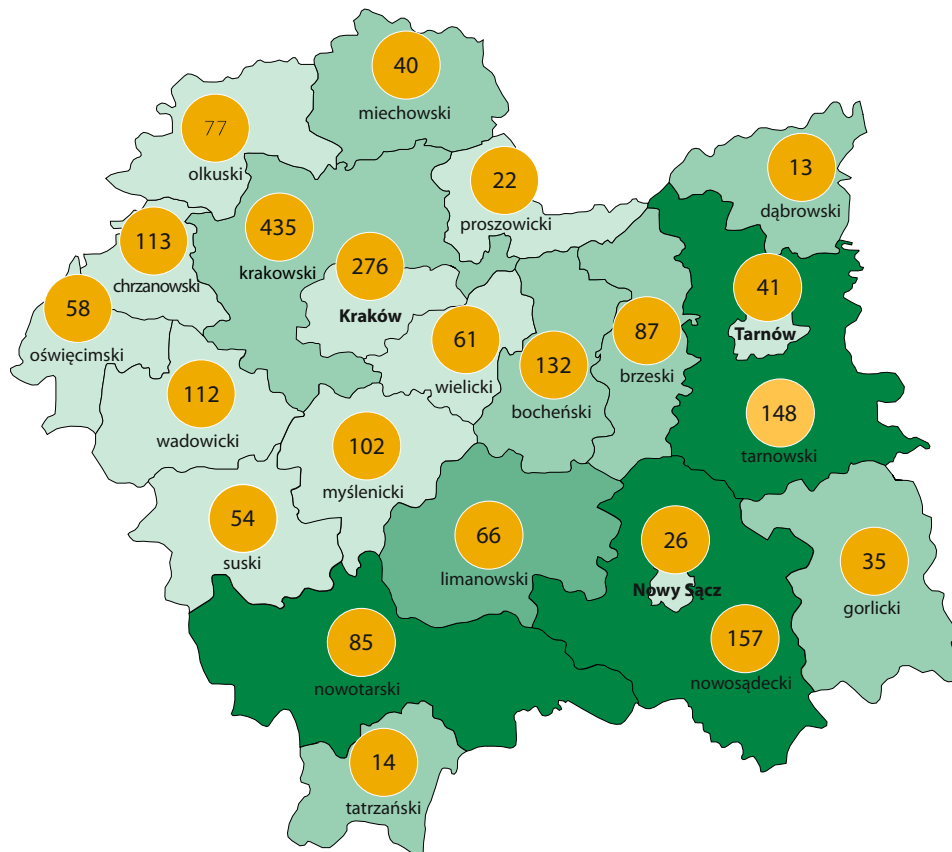 40
miechowski
77
olkuski
13
dąbrowski
22
proszowicki
435
krakowski
113
chrzanowski
276
Kraków
41
Tarnów
58
oświęcimski
61
wielicki
87
brzeski
132
bocheński
112
wadowicki
148
tarnowski
102
myślenicki
54
suski
66
limanowski
26
Nowy Sącz
35
gorlicki
85
nowotarski
157
nowosądecki
14
tatrzański